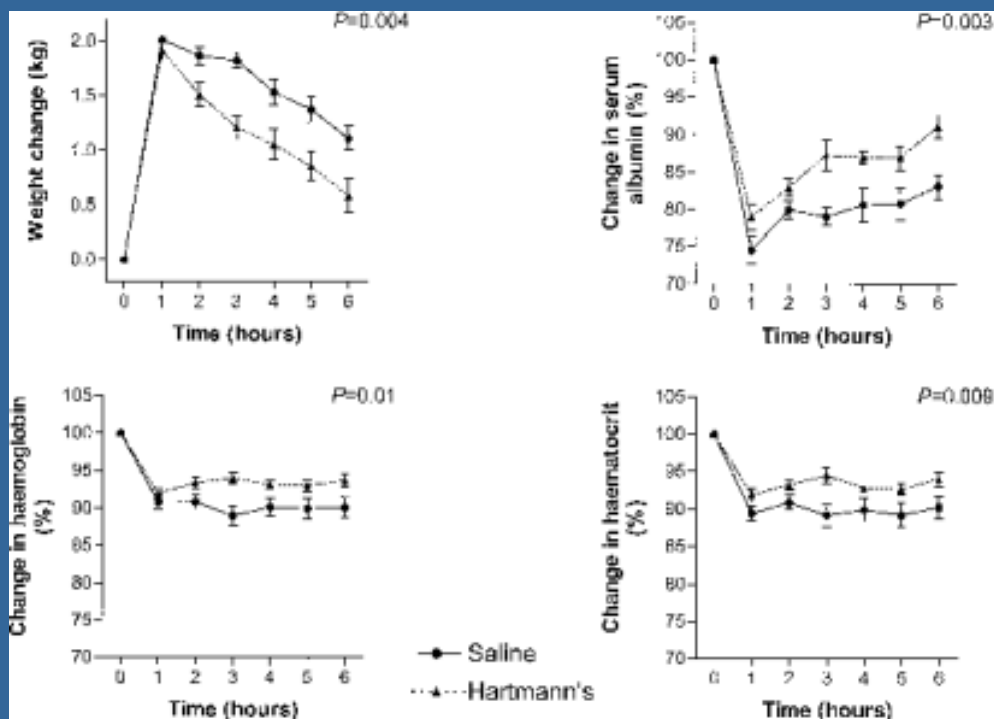 P=0.004
Weight change (kg)
2.0
1.5
1.0
0.5
0.0
0 1 2 3 4 5 6
Time (hours)
P=0.003
Change in serum
albumin (%)
105
100
95
90
85
80
75
70
0 1 2 3 4 5 6
Time (hours)
P=0.01
Change in haemoglobin
(%)
105
100
95
90
85
80
75
70
0 1 2 3 4 5 6
Time (hours)
P=0.009
Change in haematocrit
(%)
105
100
95
90
85
80
75
70
0 1 2 3 4 5 6
Time (hours)
Saline
Hartmann's